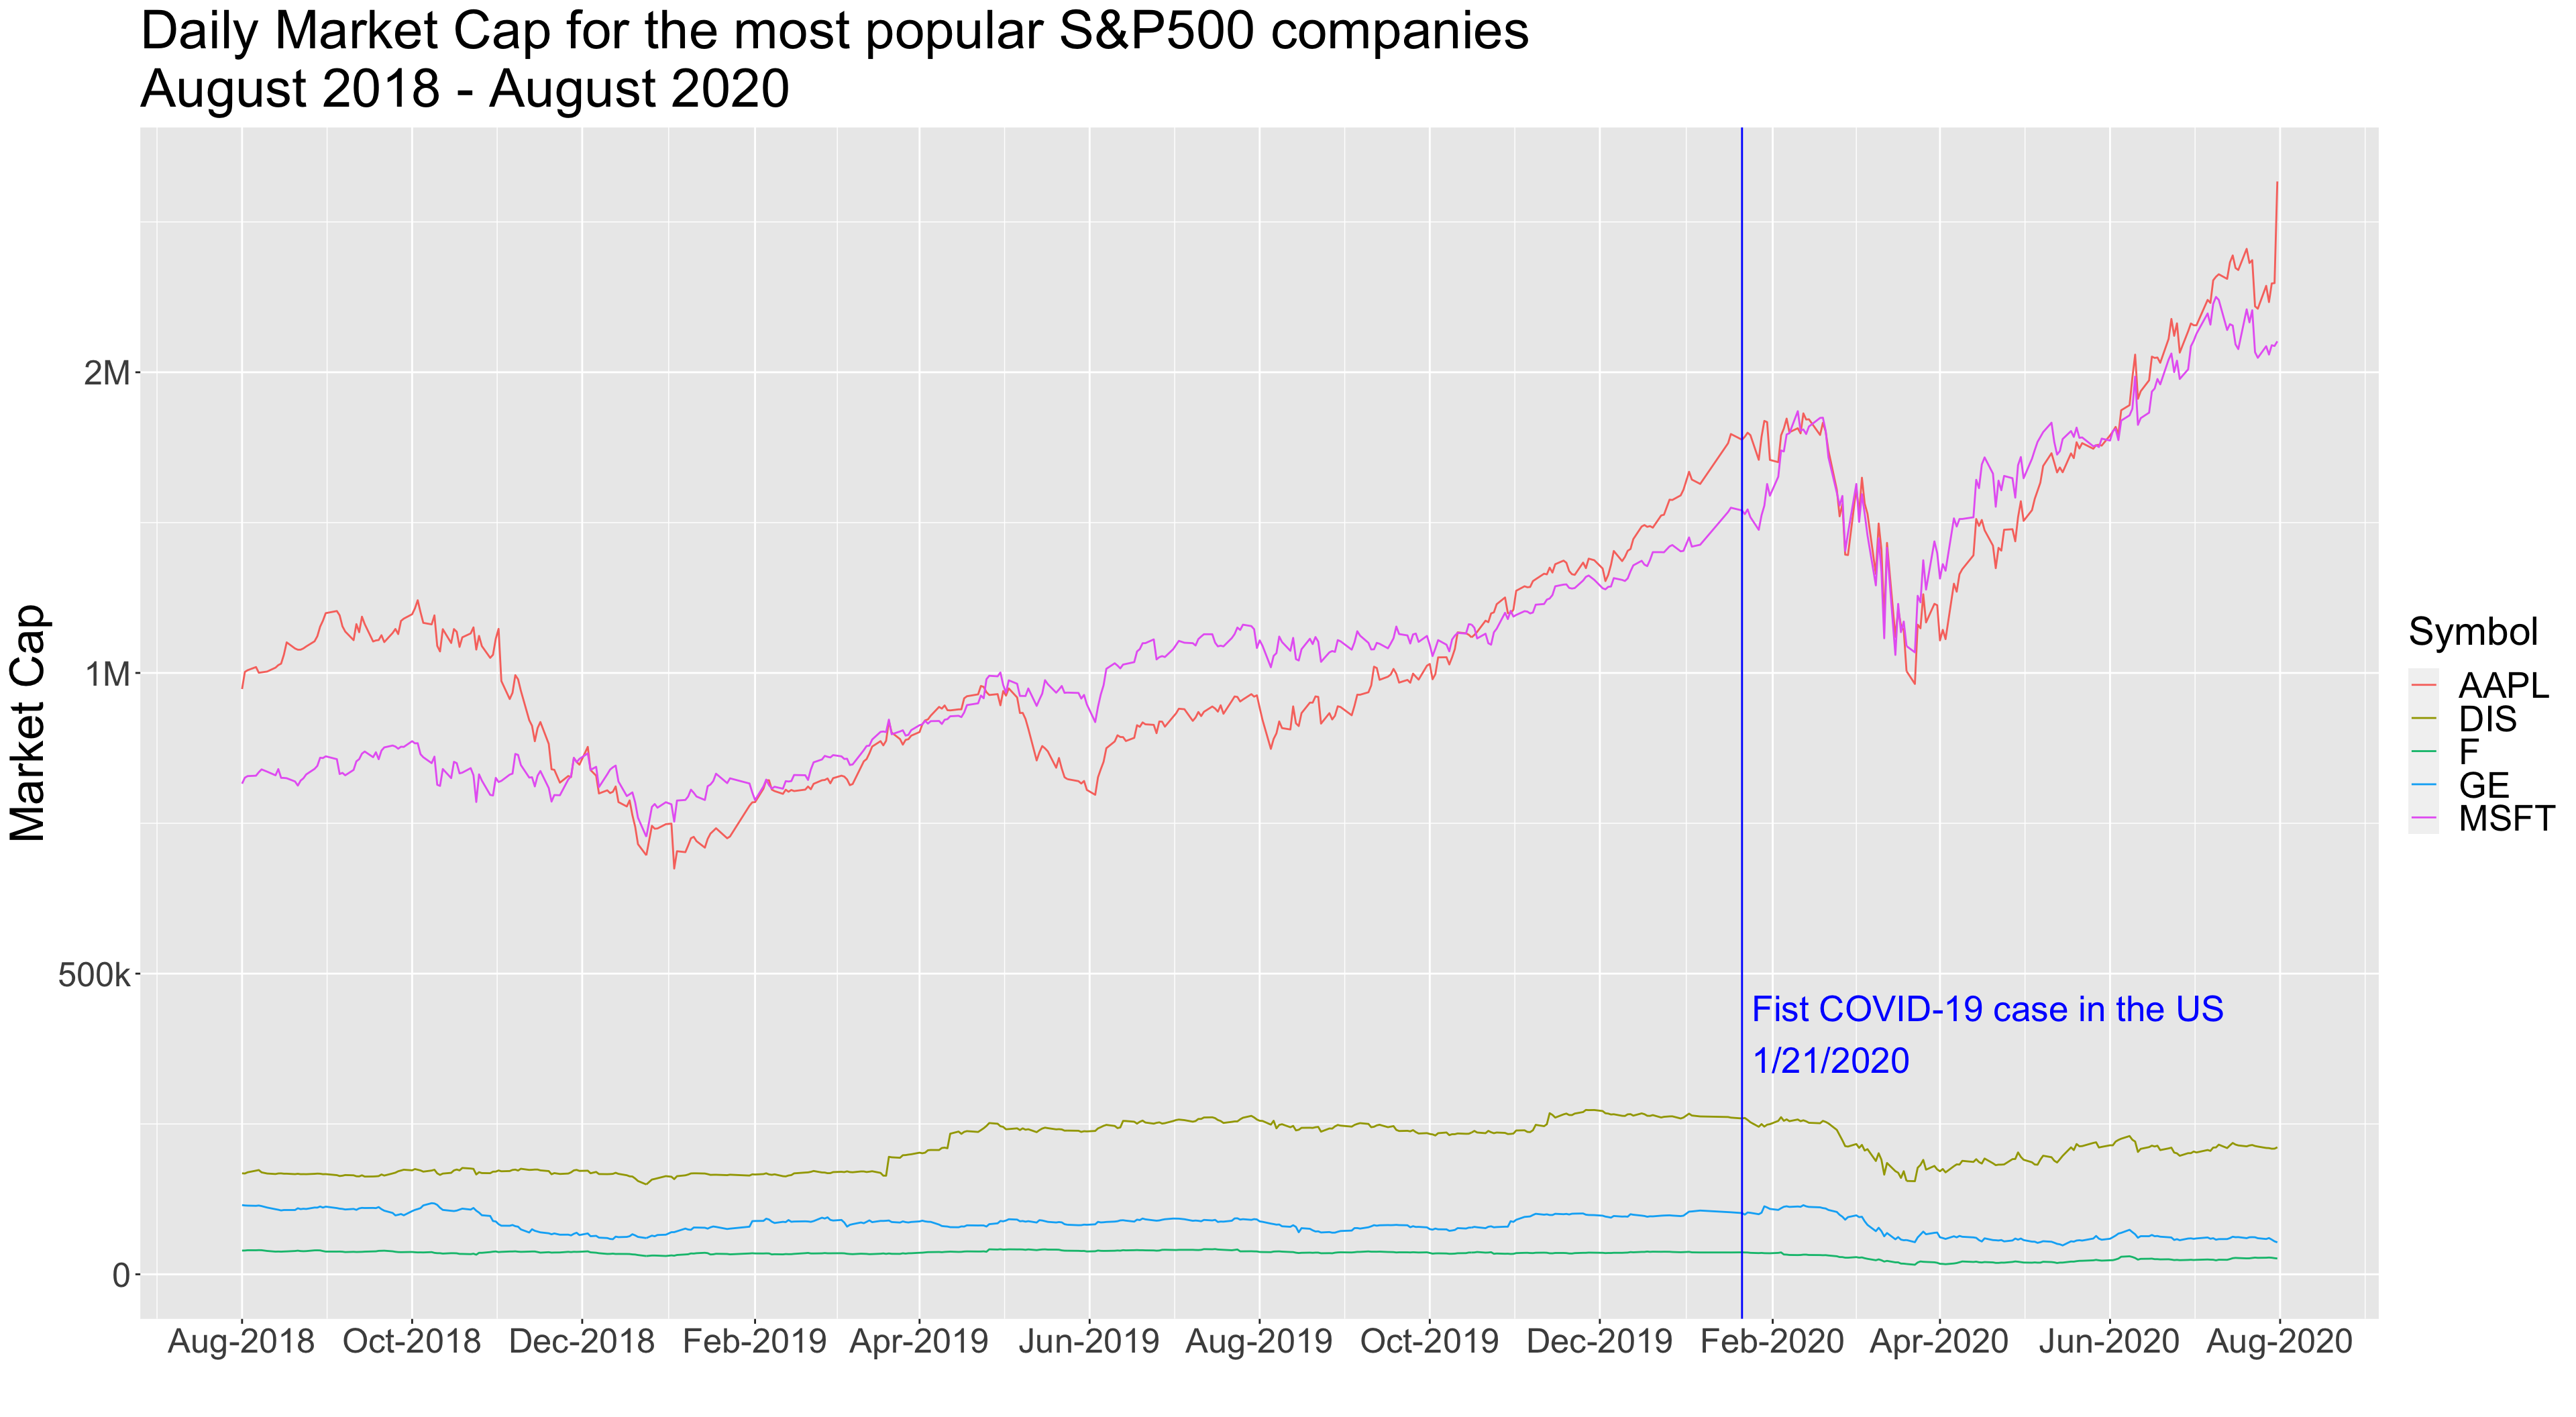 Daily Market Cap for the most popular S&P500 companies
August 2018 - August 2020
Market Cap
2M
1M
500k
0
Fist COVID-19 case in the US
1/21/2020
Aug-2018 Oct-2018 Dec-2018 Feb-2019 Apr-2019 Jun-2019 Aug-2019 Oct-2019 Dec-2019 Feb-2020 Apr-2020 Jun-2020 Aug-2020
Symbol
AAPL
DIS
F
GE
MSFT